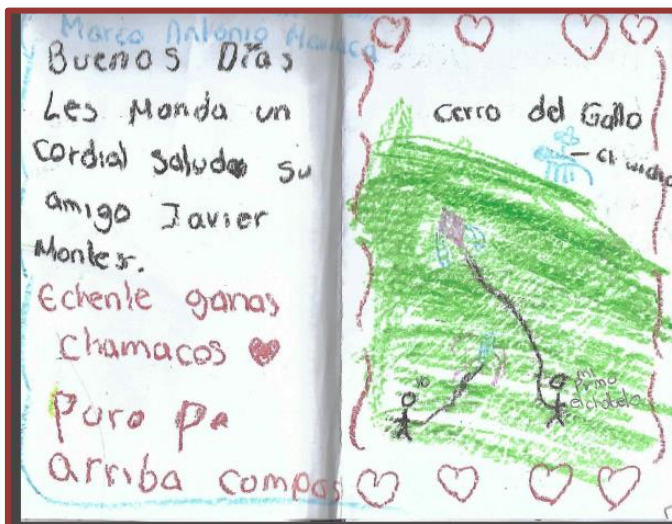 Marco Antonio
Buenos Días
Les Manda un
Cordial saludo su
amigo Javier
Montes.
Echenle ganas
chamacos
Puro pa
arriba compas
Cerro del Gallo
yo
mi
primo